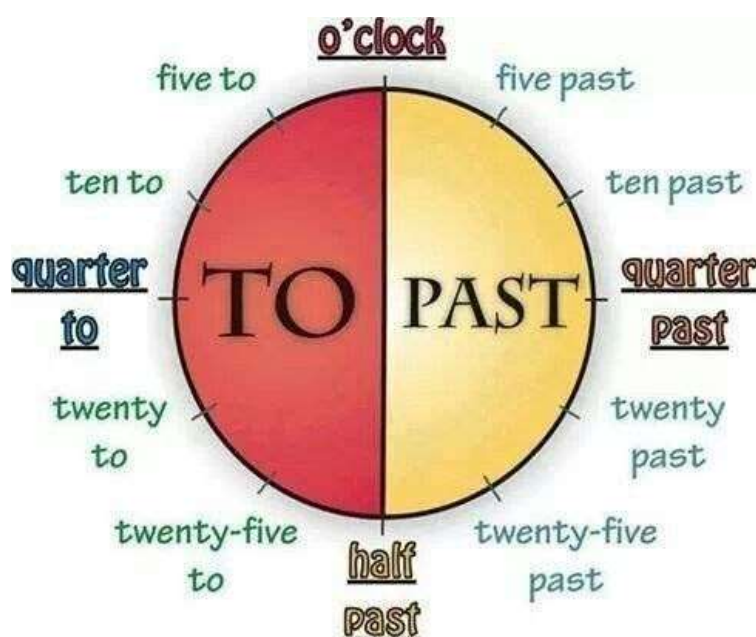 o'clock
five to
five past
ten to
ten past
quarter
to
TO
PAST
quarter
past
twenty
to
twenty
past
twenty-five
to
half
past
twenty-five
past